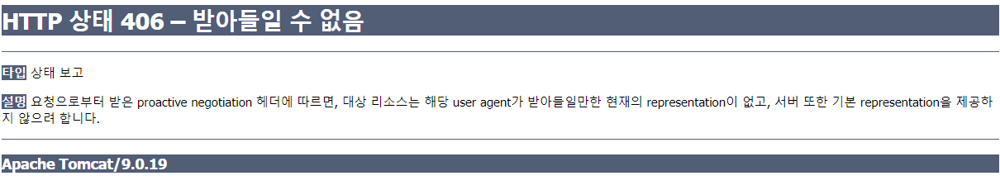 HTTP 상태 406 – 받아들일 수 없음
타입 상태 보고
설명 요청으로부터 받은 proactive negotiation 헤더에 따르면, 대상 리소스는 해당 user agent가 받아들일만한 현재의 representation이 없고, 서버 또한 기본 representation을 제공하
지 않으려 합니다.
Apache Tomcat/9.0.19